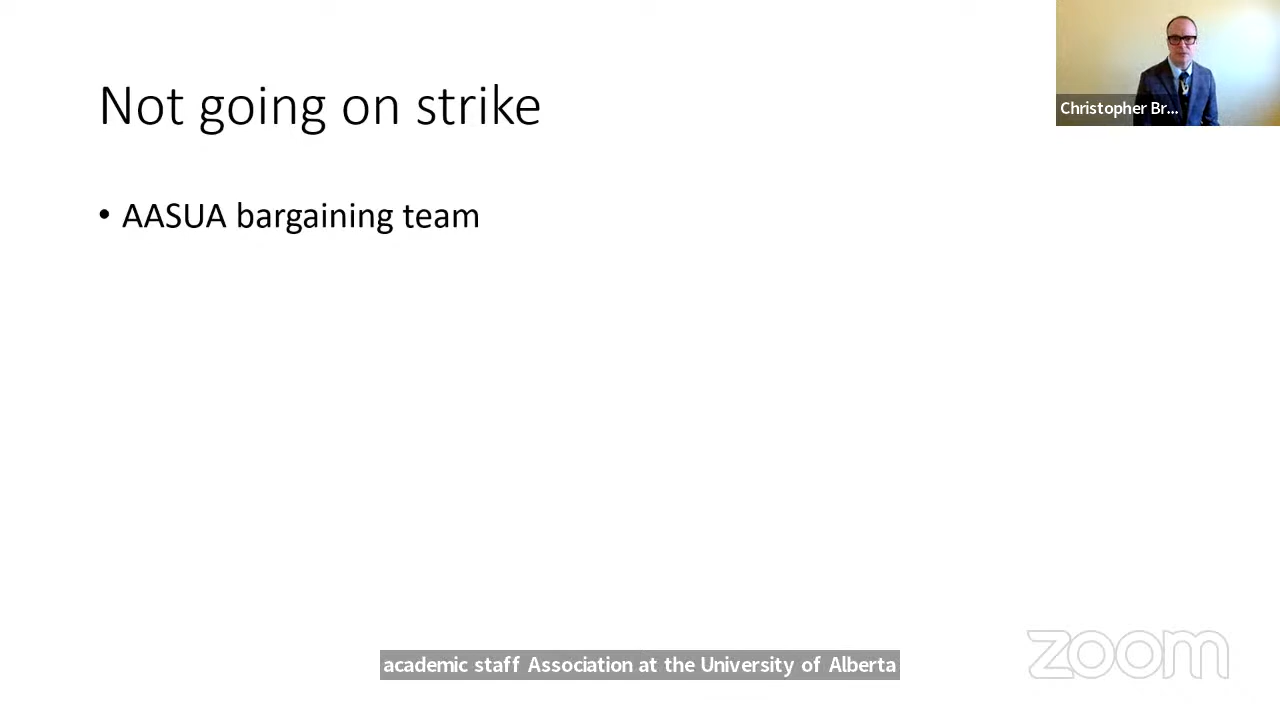 Not going on strike
Christopher Br...
• AASUA bargaining team
academic staff Association at the University of Alberta
zoom